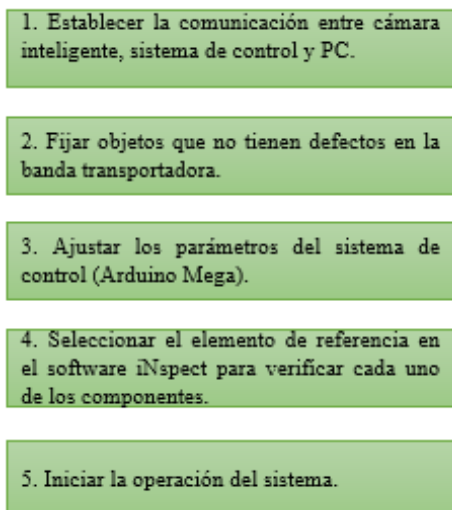 1. Establecer la comunicación entre cámara
inteligente, sistema de control y PC.
2. Fijar objetos que no tienen defectos en la
banda transportadora.
3. Ajustar los parámetros del sistema de
control (Arduino Mega).
4. Seleccionar el elemento de referencia en
el software iNspect para verificar cada uno
de los componentes.
5. Iniciar la operación del sistema.